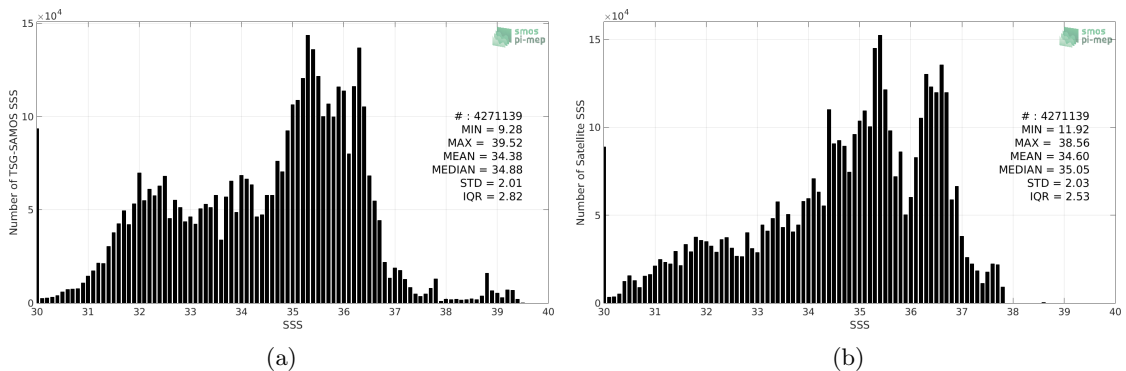 ×10⁴
15
10
5
0
Number of TSG-SAMOS SSS
smos
pi-mep
# : 4271139
MIN = 9.28
MAX = 39.52
MEAN = 34.38
MEDIAN = 34.88
STD = 2.01
IQR = 2.82
30 31 32 33 34 35 36 37 38 39 40
SSS
(a)
×10⁴
15
10
5
0
Number of Satellite SSS
smos
pi-mep
# : 4271139
MIN = 11.92
MAX = 38.56
MEAN = 34.60
MEDIAN = 35.05
STD = 2.03
IQR = 2.53
30 31 32 33 34 35 36 37 38 39 40
SSS
(b)